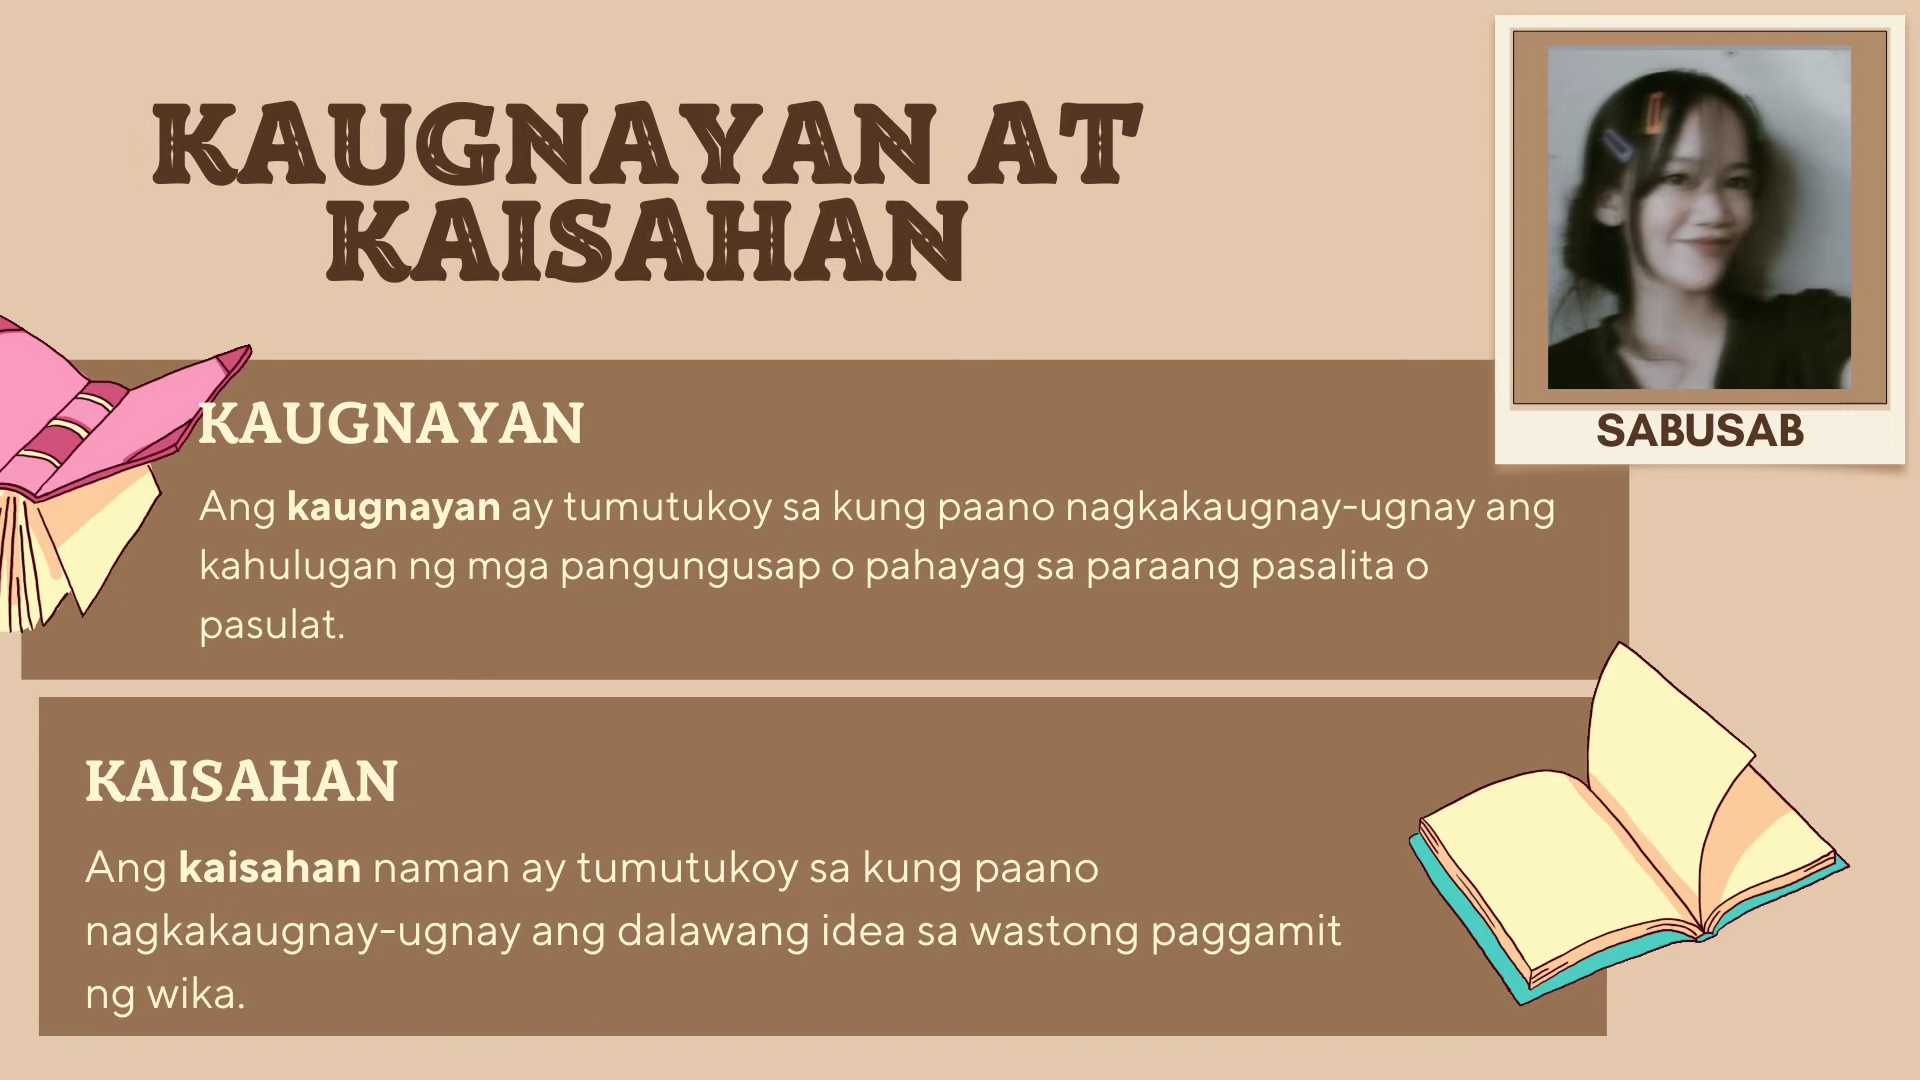 KAUGNAYAN AT
KAISAHAN
SABUSAB
KAUGNAYAN
Ang kaugnayan ay tumutukoy sa kung paano nagkakaugnay-ugnay ang
kahulugan ng mga pangungusap o pahayag sa paraang pasalita o
pasulat.
KAISAHAN
Ang kaisahan naman ay tumutukoy sa kung paano
nagkakaugnay-ugnay ang dalawang idea sa wastong paggamit
ng wika.